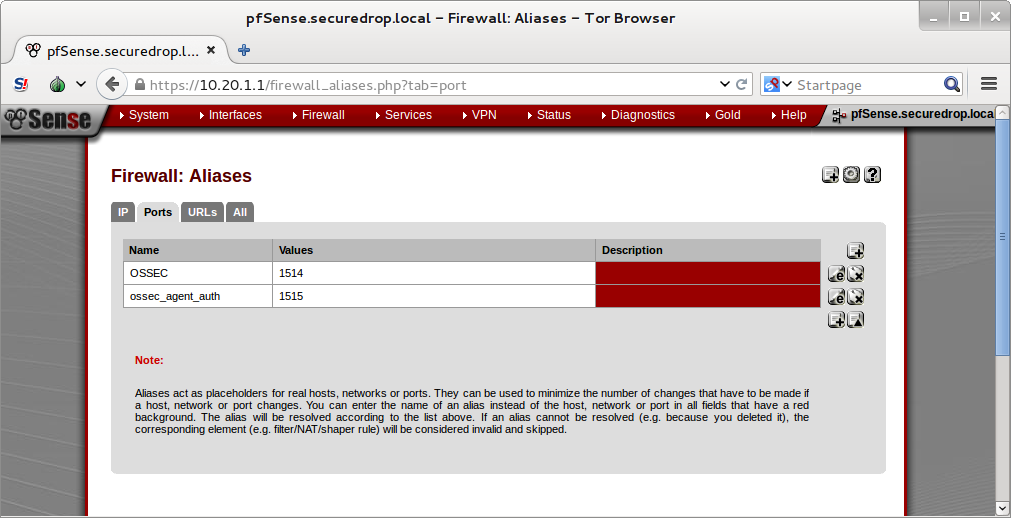 pfSense.securedrop.local – Firewall: Aliases – Tor Browser
pfSense.securedrop.l... ×
https://10.20.1.1/firewall_aliases.php?tab=port
Startpage
Sense
System Interfaces Firewall Services VPN Status Diagnostics Gold Help pfSense.securedrop.loca
Firewall: Aliases
IP Ports URLs All
Name Values Description
OSSEC 1514
ossec_agent_auth 1515
Note:
Aliases act as placeholders for real hosts, networks or ports. They can be used to minimize the number of changes that have to be made if
a host, network or port changes. You can enter the name of an alias instead of the host, network or port in all fields that have a red
background. The alias will be resolved according to the list above. If an alias cannot be resolved (e.g. because you deleted it), the
corresponding element (e.g. filter/NAT/shaper rule) will be considered invalid and skipped.